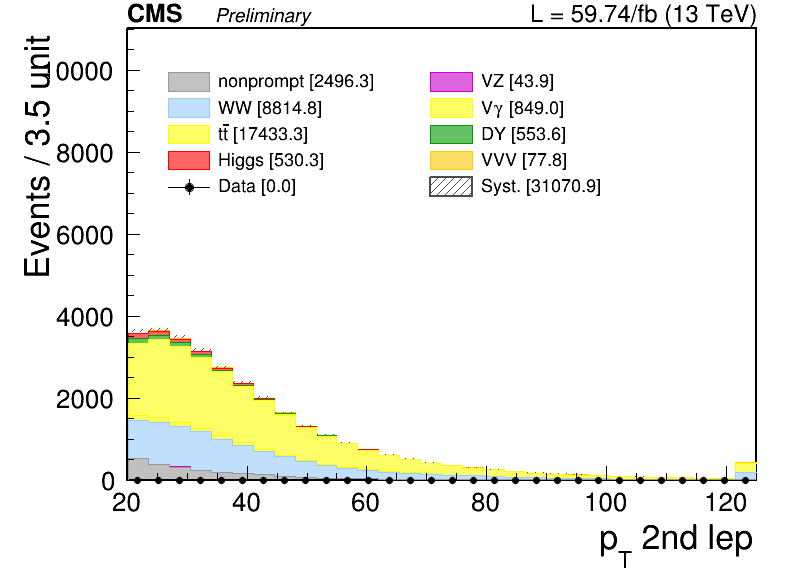 CMS Preliminary L = 59.74/fb (13 TeV)
Events / 3.5 unit
10000
8000
6000
4000
2000
0
nonprompt [2496.3] VZ [43.9]
WW [8814.8] Vγ [849.0]
tt̄ [17433.3] DY [553.6]
Higgs [530.3] VVV [77.8]
Data [0.0] Syst. [31070.9]
20 40 60 80 100 120
p_T 2nd lep